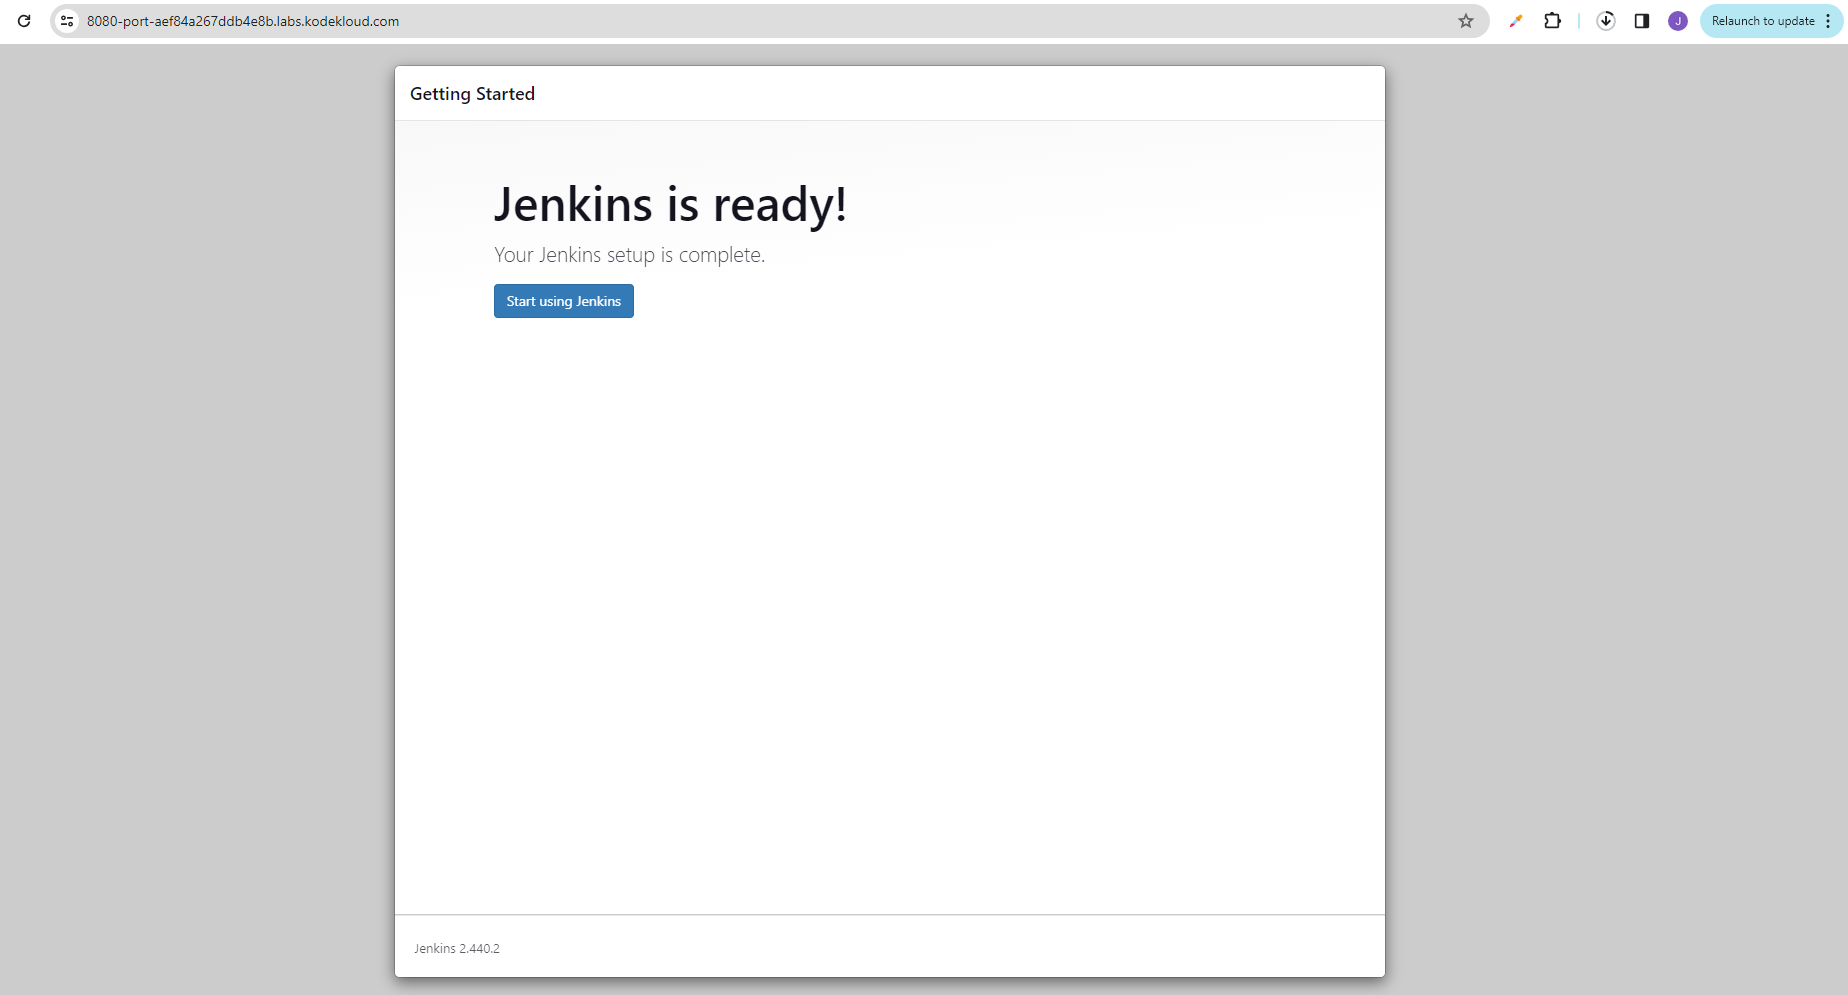 8080-port-aef84a267ddb4e8b.labs.kodekloud.com
J
Relaunch to update
Getting Started
Jenkins is ready!
Your Jenkins setup is complete.
Start using Jenkins
Jenkins 2.440.2